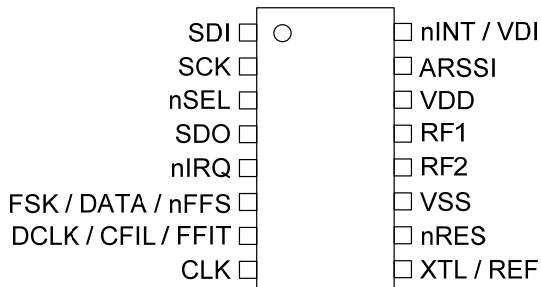 SDI
SCK
nSEL
SDO
nIRQ
FSK / DATA / nFFS
DCLK / CFIL / FFIT
CLK
nINT / VDI
ARSSI
VDD
RF1
RF2
VSS
nRES
XTL / REF